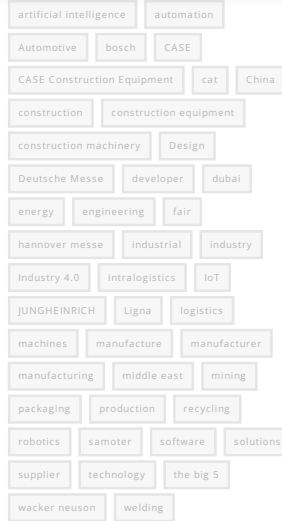 artificial intelligence automation
Automotive bosch CASE
CASE Construction Equipment cat China
construction construction equipment
construction machinery Design
Deutsche Messe developer dubai
energy engineering fair
hannover messe industrial industry
Industry 4.0 intralogistics IoT
JUNGHEINRICH Ligna logistics
machines manufacture manufacturer
manufacturing middle east mining
packaging production recycling
robotics samoter software solutions
supplier technology the big 5
wacker neuson welding